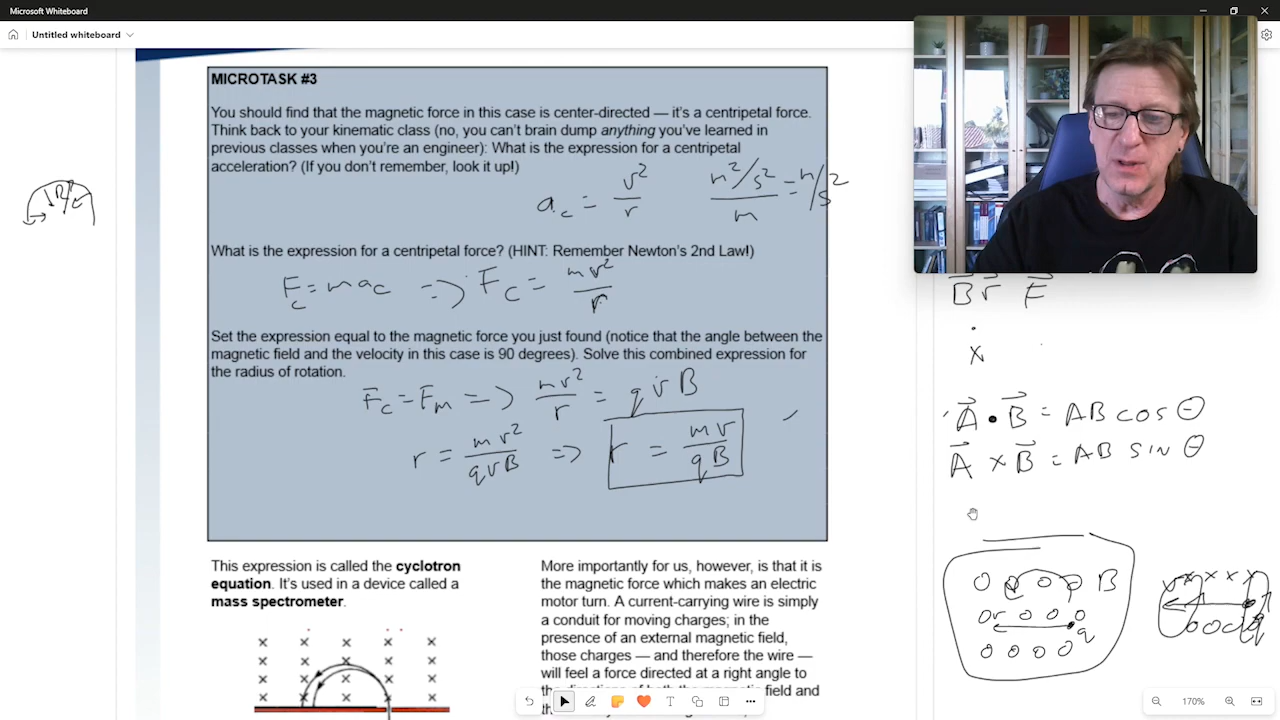 Microsoft Whiteboard
Untitled whiteboard
MICROTASK #3
You should find that the magnetic force in this case is center-directed — it's a centripetal force.
Think back to your kinematic class (no, you can't brain dump anything you've learned in
previous classes when you're an engineer): What is the expression for a centripetal
acceleration? (If you don't remember, look it up!)
a_c = v²/r
m²/s² / m = m/s²
What is the expression for a centripetal force? (HINT: Remember Newton's 2nd Law!)
F_c = m a_c => F_c = mv²/r
Set the expression equal to the magnetic force you just found (notice that the angle between the
magnetic field and the velocity in this case is 90 degrees). Solve this combined expression for
the radius of rotation.
F_c = F_m => mv²/r = qvB
r = mv²/qvB => r = mv/qB
This expression is called the cyclotron
equation. It's used in a device called a
mass spectrometer.
x x x x x
x x x x x
x x x x x
x x x x x
More importantly for us, however, is that it is
the magnetic force which makes an electric
motor turn. A current-carrying wire is simply
a conduit for moving charges; in the
presence of an external magnetic field,
those charges — and therefore the wire —
will feel a force directed at a right angle to
field and
B v F
x
A • B = AB cos θ
A x B = AB sin θ
B
q
x x x x x
q
170%